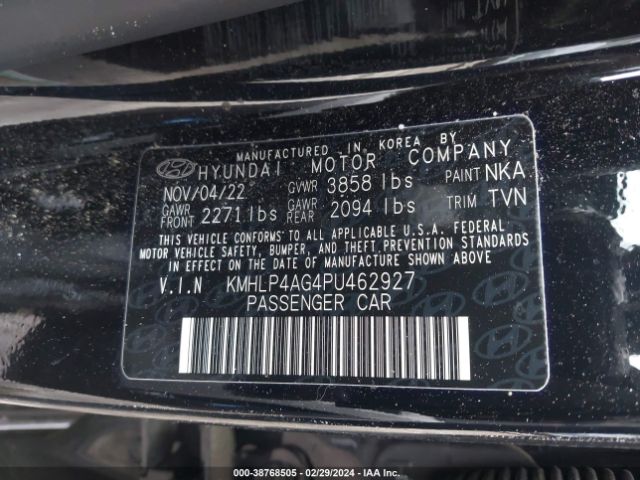 MANUFACTURED IN KOREA BY
HYUNDAI MOTOR COMPANY
NOV/04/22 GVWR 3858 lbs PAINT NKA
GAWR FRONT 2271 lbs GAWR REAR 2094 lbs TRIM TVN
THIS VEHICLE CONFORMS TO ALL APPLICABLE U.S.A. FEDERAL
MOTOR VEHICLE SAFETY, BUMPER, AND THEFT PREVENTION STANDARDS
IN EFFECT ON THE DATE OF MANUFACTURE SHOWN ABOVE
V.I.N KMHLP4AG4PU462927
PASSENGER CAR
000-38768505 - 02/29/2024 - IAA Inc.